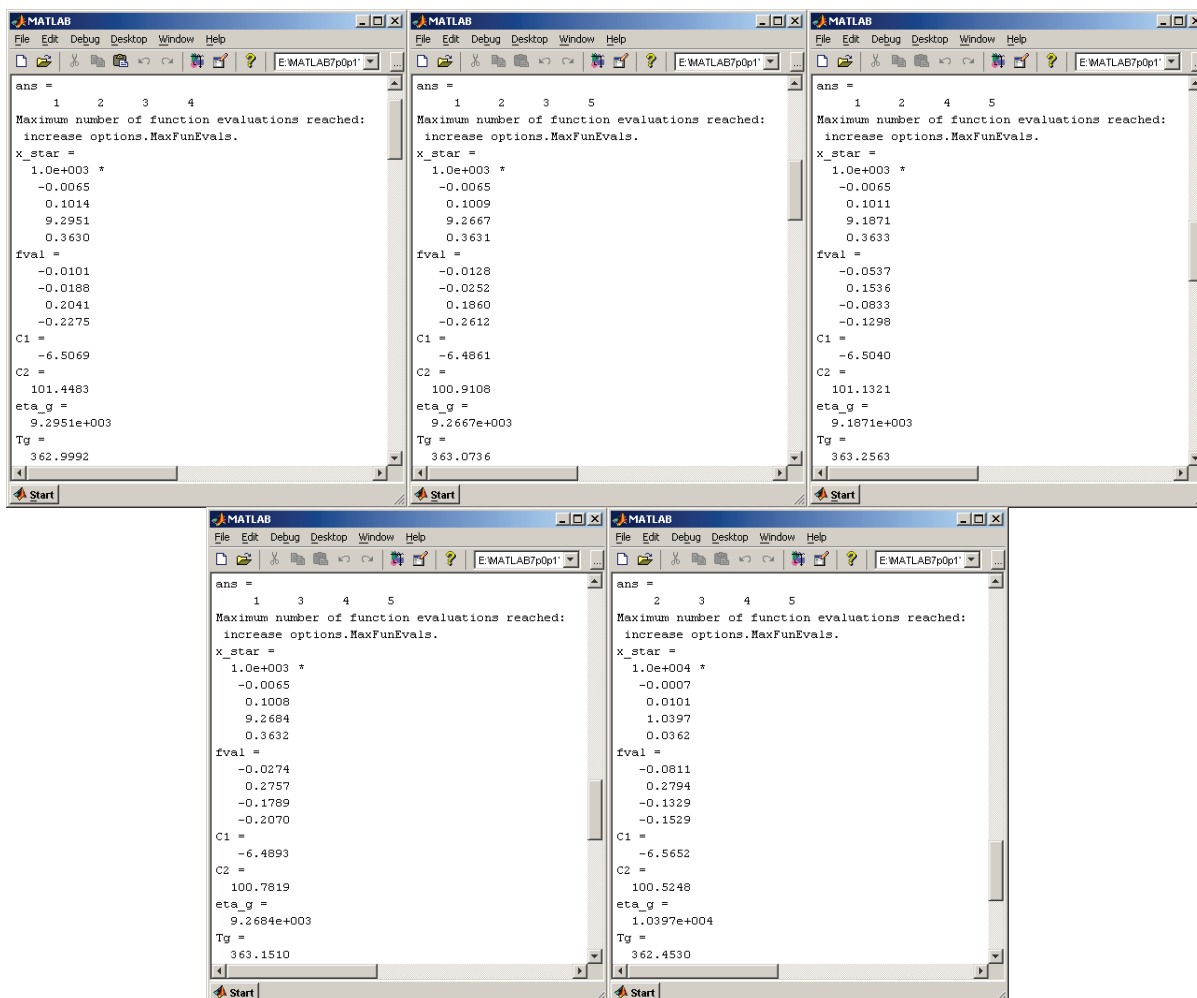 MATLAB
File Edit Debug Desktop Window Help
E:\MATLAB7p0p1\ ...
ans =
1 2 3 4
Maximum number of function evaluations reached:
increase options.MaxFunEvals.
x_star =
1.0e+003 *
-0.0065
0.1014
9.2951
0.3630
fval =
-0.0101
-0.0188
0.2041
-0.2275
C1 =
-6.5069
C2 =
101.4483
eta_g =
9.2951e+003
Tg =
362.9992
Start
MATLAB
File Edit Debug Desktop Window Help
E:\MATLAB7p0p1\ ...
ans =
1 2 3 5
Maximum number of function evaluations reached:
increase options.MaxFunEvals.
x_star =
1.0e+003 *
-0.0065
0.1009
9.2667
0.3631
fval =
-0.0128
-0.0252
0.1860
-0.2612
C1 =
-6.4861
C2 =
100.9108
eta_g =
9.2667e+003
Tg =
363.0736
Start
MATLAB
File Edit Debug Desktop Window Help
E:\MATLAB7p0p1\ ...
ans =
1 2 4 5
Maximum number of function evaluations reached:
increase options.MaxFunEvals.
x_star =
1.0e+003 *
-0.0065
0.1011
9.1871
0.3633
fval =
-0.0537
0.1536
-0.0833
-0.1298
C1 =
-6.5040
C2 =
101.1321
eta_g =
9.1871e+003
Tg =
363.2563
Start
MATLAB
File Edit Debug Desktop Window Help
E:\MATLAB7p0p1\ ...
ans =
1 3 4 5
Maximum number of function evaluations reached:
increase options.MaxFunEvals.
x_star =
1.0e+003 *
-0.0065
0.1008
9.2684
0.3632
fval =
-0.0274
0.2757
-0.1789
-0.2070
C1 =
-6.4893
C2 =
100.7819
eta_g =
9.2684e+003
Tg =
363.1510
Start
MATLAB
File Edit Debug Desktop Window Help
E:\MATLAB7p0p1\ ...
ans =
2 3 4 5
Maximum number of function evaluations reached:
increase options.MaxFunEvals.
x_star =
1.0e+004 *
-0.0007
0.0101
1.0397
0.0362
fval =
-0.0811
0.2794
-0.1329
-0.1529
C1 =
-6.5652
C2 =
100.5248
eta_g =
1.0397e+004
Tg =
362.4530
Start